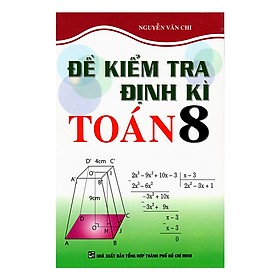 NGUYỄN VĂN CHI
ĐỀ KIỂM TRA
ĐỊNH KÌ
TOÁN 8
D' 4cm C'
A' B'
9cm
D C
O N J
A B
2x³ − 9x² + 10x − 3 | x − 3
2x³ − 6x² | 2x² − 3x + 1
−3x² + 10x
−3x² + 9x
x − 3
x − 3
0
NHÀ XUẤT BẢN TỔNG HỢP THÀNH PHỐ HỒ CHÍ MINH